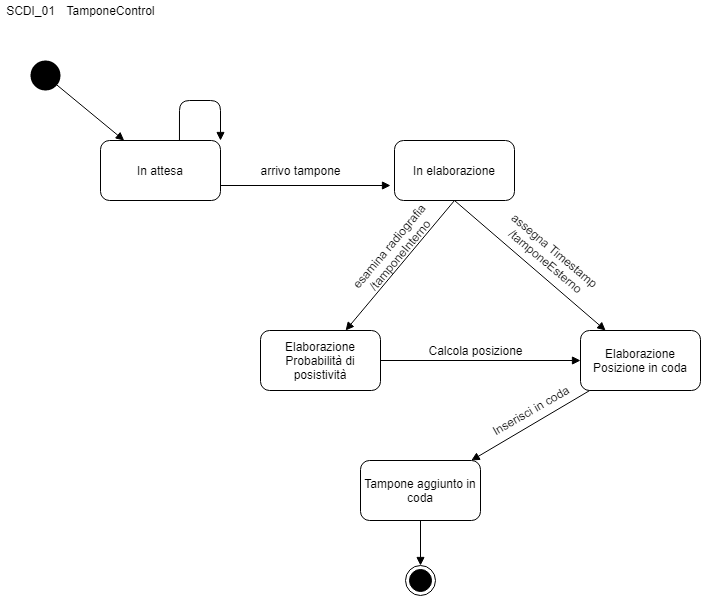 SCDI_01 TamponeControl
In attesa
arrivo tampone
In elaborazione
esamina radiografia
/tamponeInterno
assegna Timestamp
/tamponeEsterno
Elaborazione
Probabilità di
posistività
Calcola posizione
Elaborazione
Posizione in coda
Inserisci in coda
Tampone aggiunto in
coda